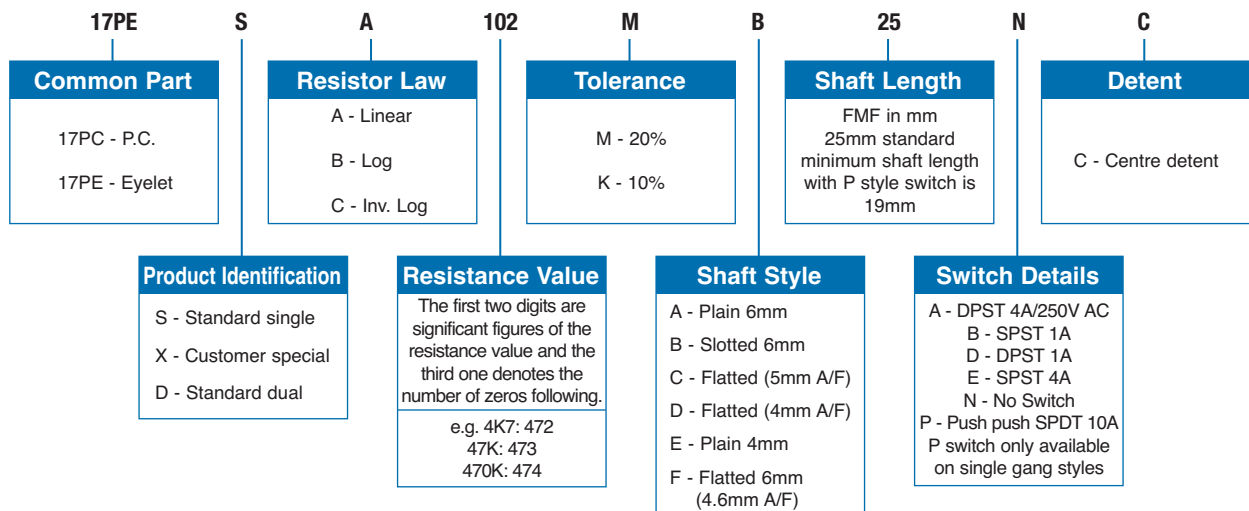 17PE S A 102 M B 25 N C
Common Part
17PC - P.C.
17PE - Eyelet
Resistor Law
A - Linear
B - Log
C - Inv. Log
Tolerance
M - 20%
K - 10%
Shaft Length
FMF in mm
25mm standard
minimum shaft length
with P style switch is
19mm
Detent
C - Centre detent
Product Identification
S - Standard single
X - Customer special
D - Standard dual
Resistance Value
The first two digits are
significant figures of the
resistance value and the
third one denotes the
number of zeros following.
e.g. 4K7: 472
47K: 473
470K: 474
Shaft Style
A - Plain 6mm
B - Slotted 6mm
C - Flatted (5mm A/F)
D - Flatted (4mm A/F)
E - Plain 4mm
F - Flatted 6mm
(4.6mm A/F)
Switch Details
A - DPST 4A/250V AC
B - SPST 1A
D - DPST 1A
E - SPST 4A
N - No Switch
P - Push push SPDT 10A
P switch only available
on single gang styles